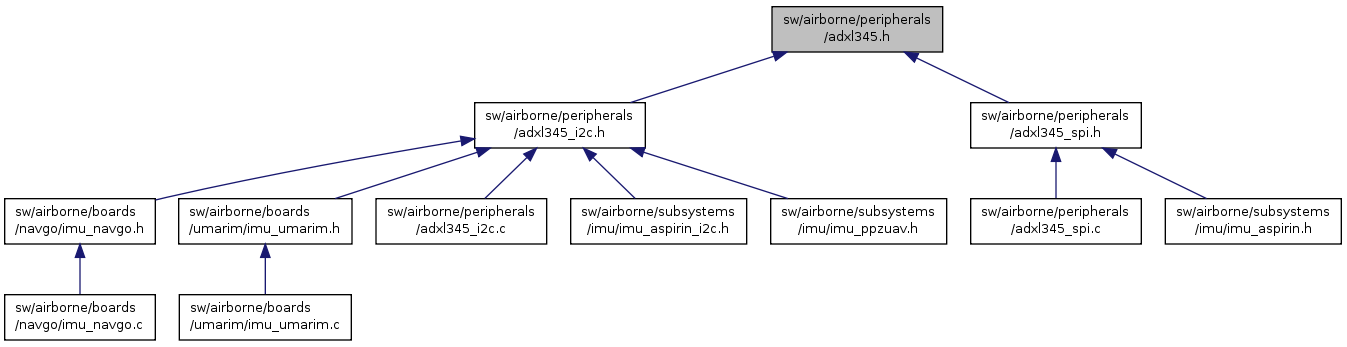 sw/airborne/peripherals
/adxl345.h
sw/airborne/peripherals
/adxl345_i2c.h
sw/airborne/peripherals
/adxl345_spi.h
sw/airborne/boards
/navgo/imu_navgo.h
sw/airborne/boards
/umarim/imu_umarim.h
sw/airborne/peripherals
/adxl345_i2c.c
sw/airborne/subsystems
/imu/imu_aspirin_i2c.h
sw/airborne/subsystems
/imu/imu_ppzuav.h
sw/airborne/peripherals
/adxl345_spi.c
sw/airborne/subsystems
/imu/imu_aspirin.h
sw/airborne/boards
/navgo/imu_navgo.c
sw/airborne/boards
/umarim/imu_umarim.c